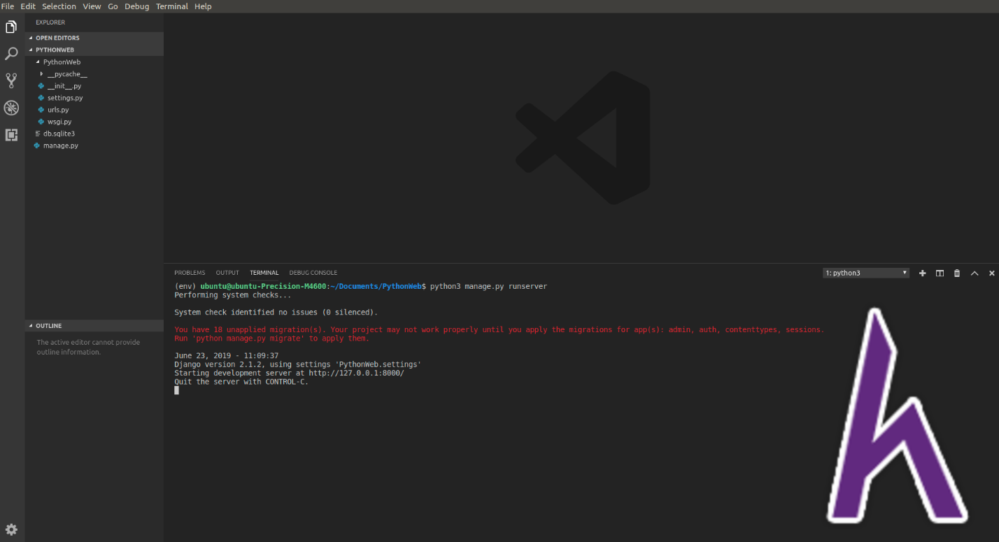 File Edit Selection View Go Debug Terminal Help
EXPLORER
OPEN EDITORS
PYTHONWEB
PythonWeb
__pycache__
__init__.py
settings.py
urls.py
wsgi.py
db.sqlite3
manage.py
OUTLINE
The active editor cannot provide
outline information.
PROBLEMS OUTPUT TERMINAL DEBUG CONSOLE 1: python3
(env) ubuntu@ubuntu-Precision-M4600:~/Documents/PythonWeb$ python3 manage.py runserver
Performing system checks...
System check identified no issues (0 silenced).
You have 18 unapplied migration(s). Your project may not work properly until you apply the migrations for app(s): admin, auth, contenttypes, sessions.
Run 'python manage.py migrate' to apply them.
June 23, 2019 - 11:09:37
Django version 2.1.2, using settings 'PythonWeb.settings'
Starting development server at http://127.0.0.1:8000/
Quit the server with CONTROL-C.
h